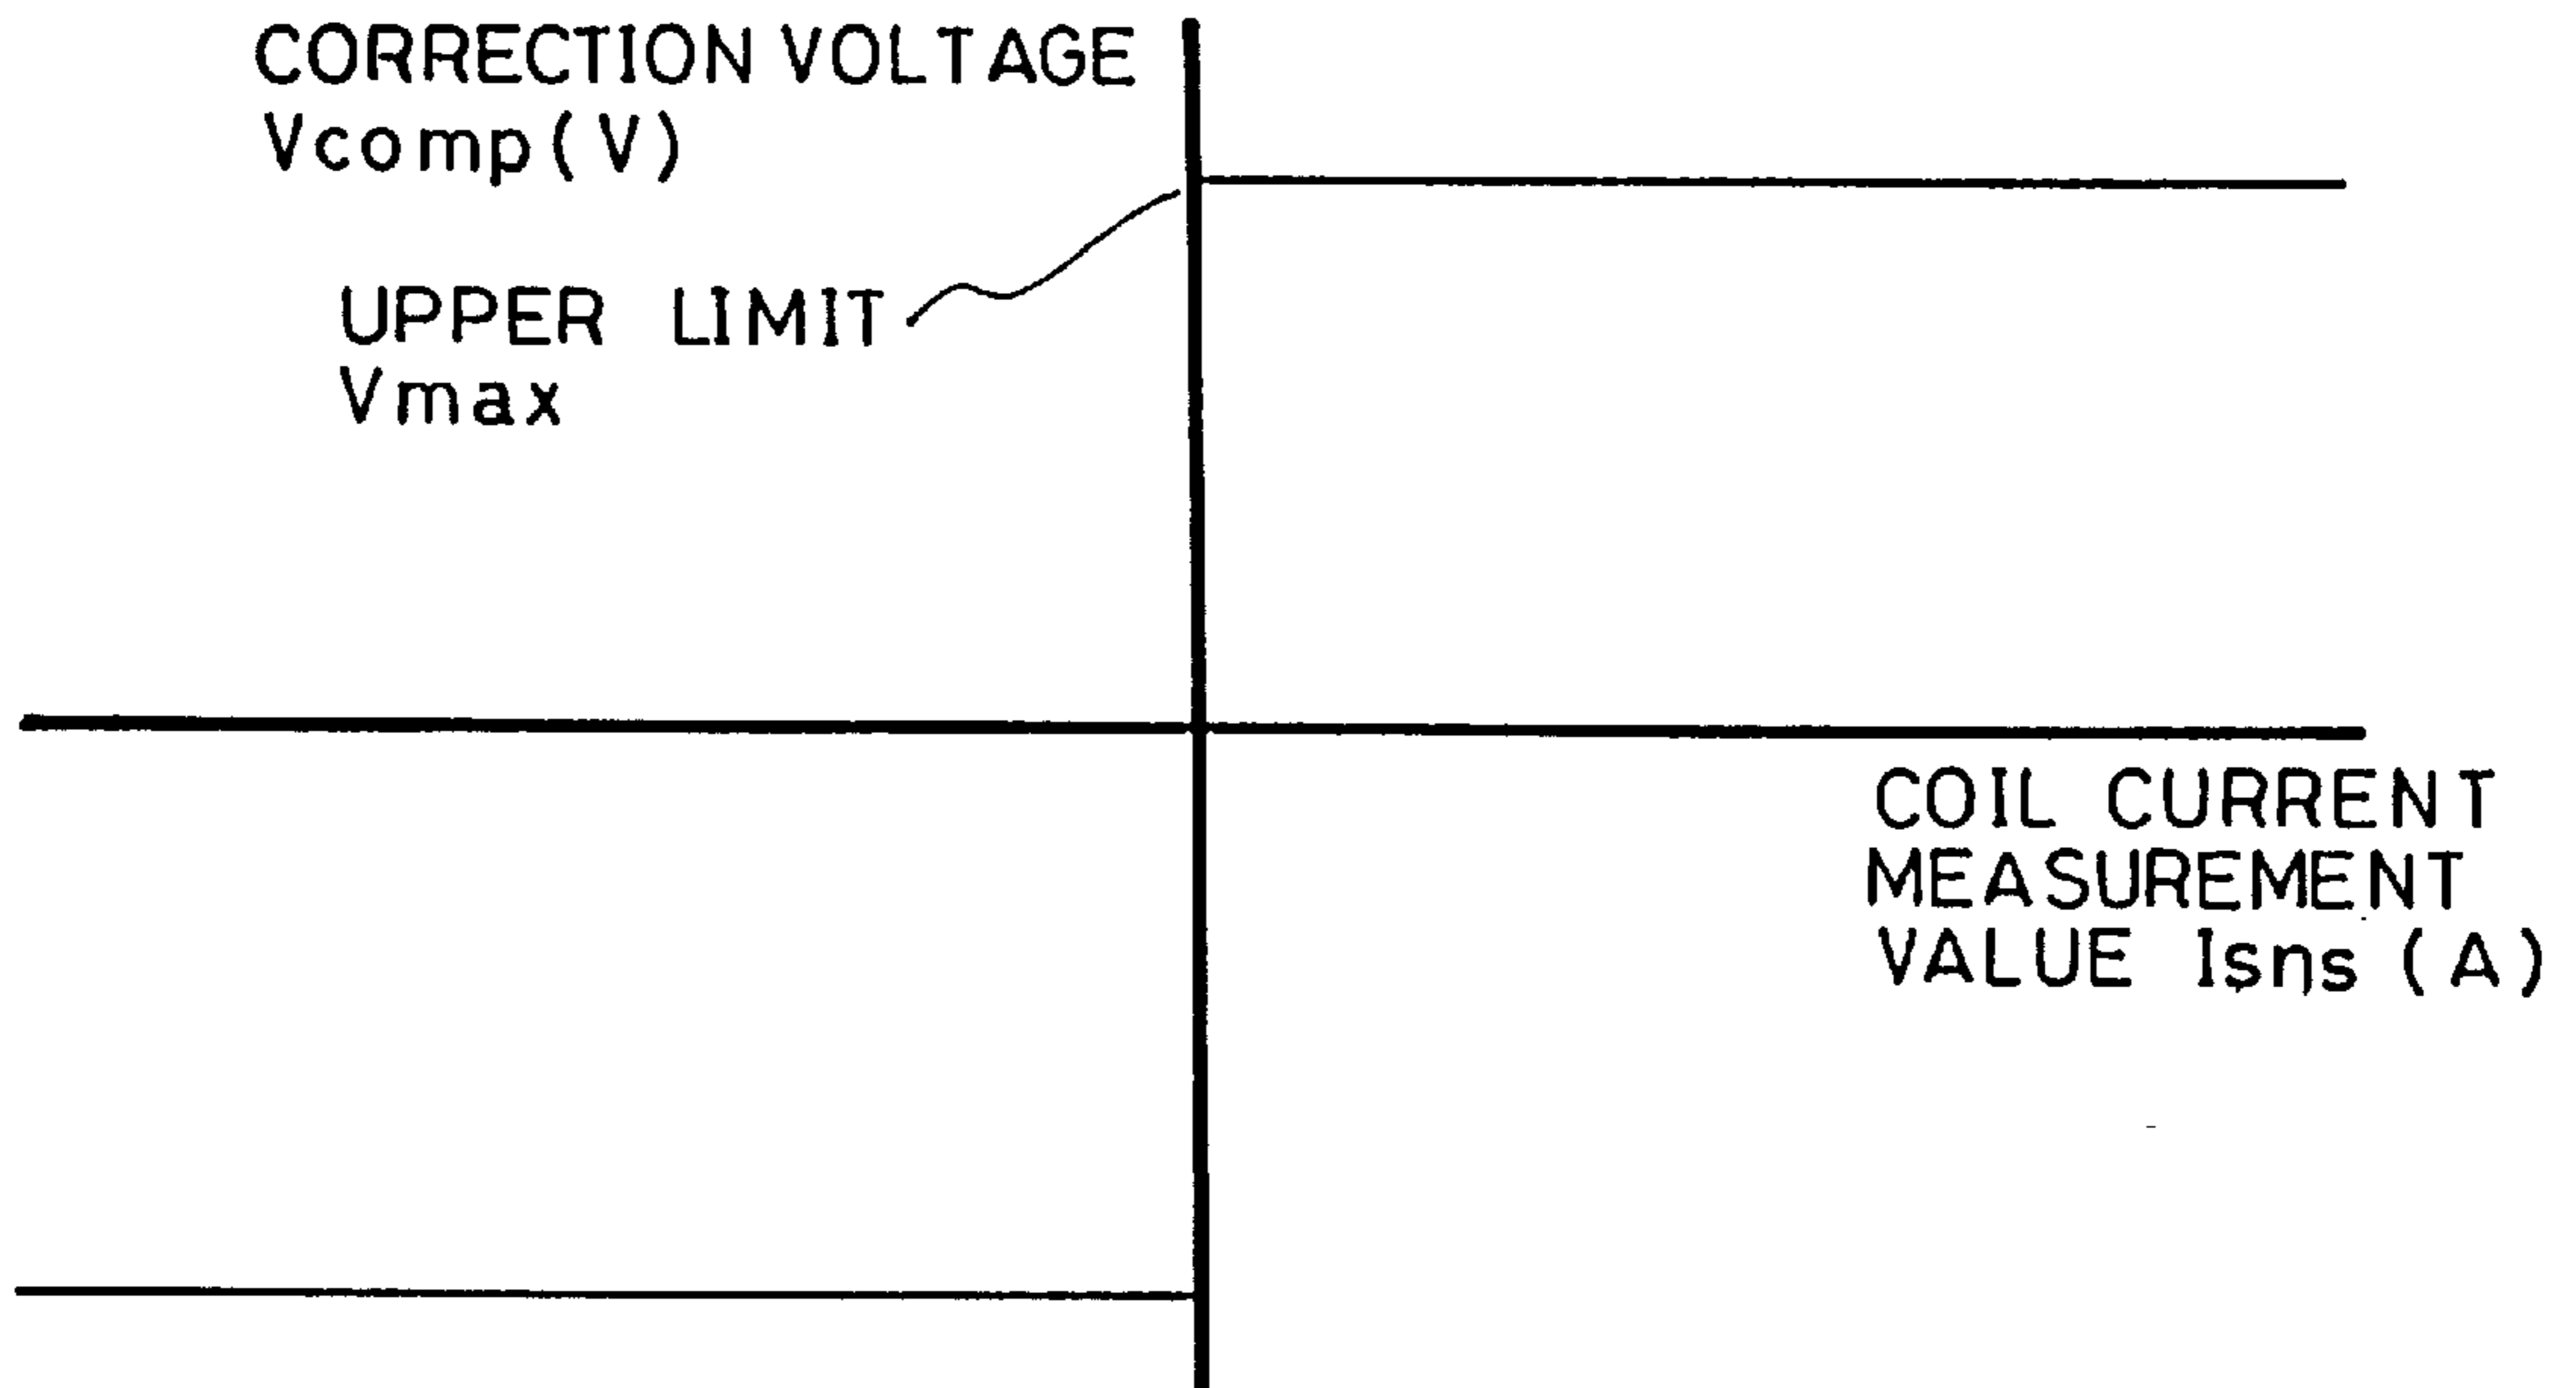 CORRECTION VOLTAGE
Vcomp(V)
UPPER LIMIT
Vmax
COIL CURRENT
MEASUREMENT
VALUE Isns (A)